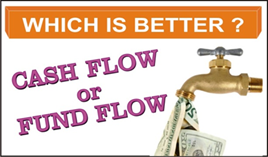 WHICH IS BETTER ?
CASH FLOW
or
FUND FLOW